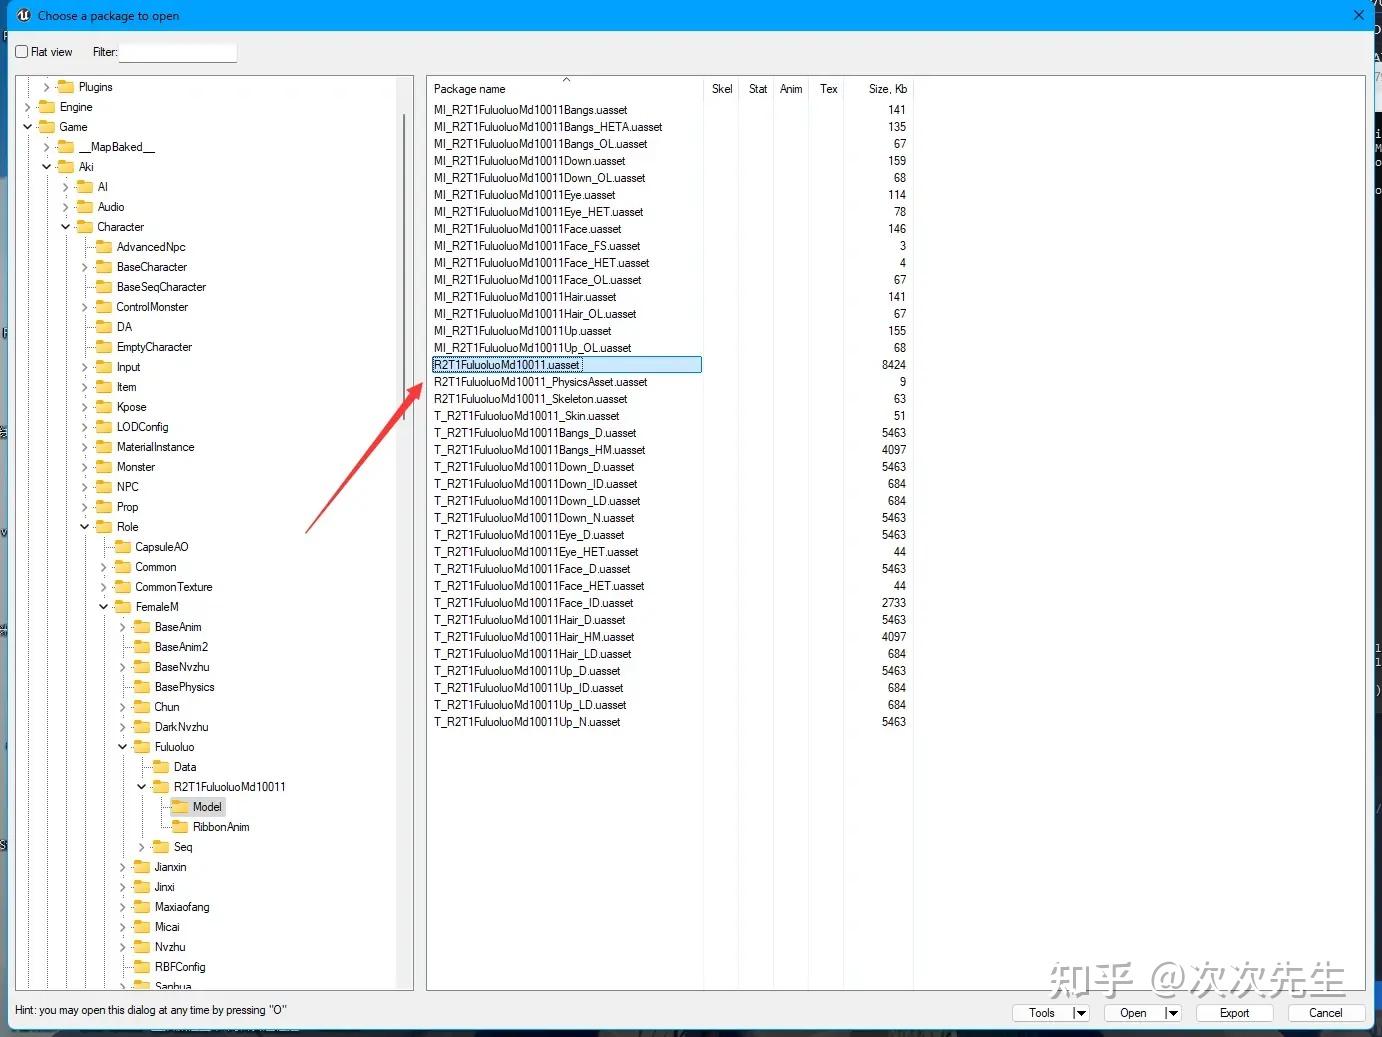 Choose a package to open
Flat view Filter:
Plugins
Engine
Game
__MapBaked__
Aki
AI
Audio
Character
AdvancedNpc
BaseCharacter
BaseSeqCharacter
ControlMonster
DA
EmptyCharacter
Input
Item
Kpose
LODConfig
MaterialInstance
Monster
NPC
Prop
Role
CapsuleAO
Common
CommonTexture
FemaleM
BaseAnim
BaseAnim2
BaseNvzhu
BasePhysics
Chun
DarkNvzhu
Fuluoluo
Data
R2T1FuluoluoMd10011
Model
RibbonAnim
Seq
Jianxin
Jinxi
Maxiaofang
Micai
Nvzhu
RBFConfig
Sanhua
Package name Skel Stat Anim Tex Size, Kb
MI_R2T1FuluoluoMd10011Bangs.uasset 141
MI_R2T1FuluoluoMd10011Bangs_HETA.uasset 135
MI_R2T1FuluoluoMd10011Bangs_OL.uasset 67
MI_R2T1FuluoluoMd10011Down.uasset 159
MI_R2T1FuluoluoMd10011Down_OL.uasset 68
MI_R2T1FuluoluoMd10011Eye.uasset 114
MI_R2T1FuluoluoMd10011Eye_HET.uasset 78
MI_R2T1FuluoluoMd10011Face.uasset 146
MI_R2T1FuluoluoMd10011Face_FS.uasset 3
MI_R2T1FuluoluoMd10011Face_HET.uasset 4
MI_R2T1FuluoluoMd10011Face_OL.uasset 67
MI_R2T1FuluoluoMd10011Hair.uasset 141
MI_R2T1FuluoluoMd10011Hair_OL.uasset 67
MI_R2T1FuluoluoMd10011Up.uasset 155
MI_R2T1FuluoluoMd10011Up_OL.uasset 68
R2T1FuluoluoMd10011.uasset 8424
R2T1FuluoluoMd10011_PhysicsAsset.uasset 9
R2T1FuluoluoMd10011_Skeleton.uasset 63
T_R2T1FuluoluoMd10011_Skin.uasset 51
T_R2T1FuluoluoMd10011Bangs_D.uasset 5463
T_R2T1FuluoluoMd10011Bangs_HM.uasset 4097
T_R2T1FuluoluoMd10011Down_D.uasset 5463
T_R2T1FuluoluoMd10011Down_ID.uasset 684
T_R2T1FuluoluoMd10011Down_LD.uasset 684
T_R2T1FuluoluoMd10011Down_N.uasset 5463
T_R2T1FuluoluoMd10011Eye_D.uasset 5463
T_R2T1FuluoluoMd10011Eye_HET.uasset 44
T_R2T1FuluoluoMd10011Face_D.uasset 5463
T_R2T1FuluoluoMd10011Face_HET.uasset 44
T_R2T1FuluoluoMd10011Face_ID.uasset 2733
T_R2T1FuluoluoMd10011Hair_D.uasset 5463
T_R2T1FuluoluoMd10011Hair_HM.uasset 4097
T_R2T1FuluoluoMd10011Hair_LD.uasset 684
T_R2T1FuluoluoMd10011Up_D.uasset 5463
T_R2T1FuluoluoMd10011Up_ID.uasset 684
T_R2T1FuluoluoMd10011Up_LD.uasset 684
T_R2T1FuluoluoMd10011Up_N.uasset 5463
知乎 @次次先生
Hint: you may open this dialog at any time by pressing "O"
Tools Open Export Cancel